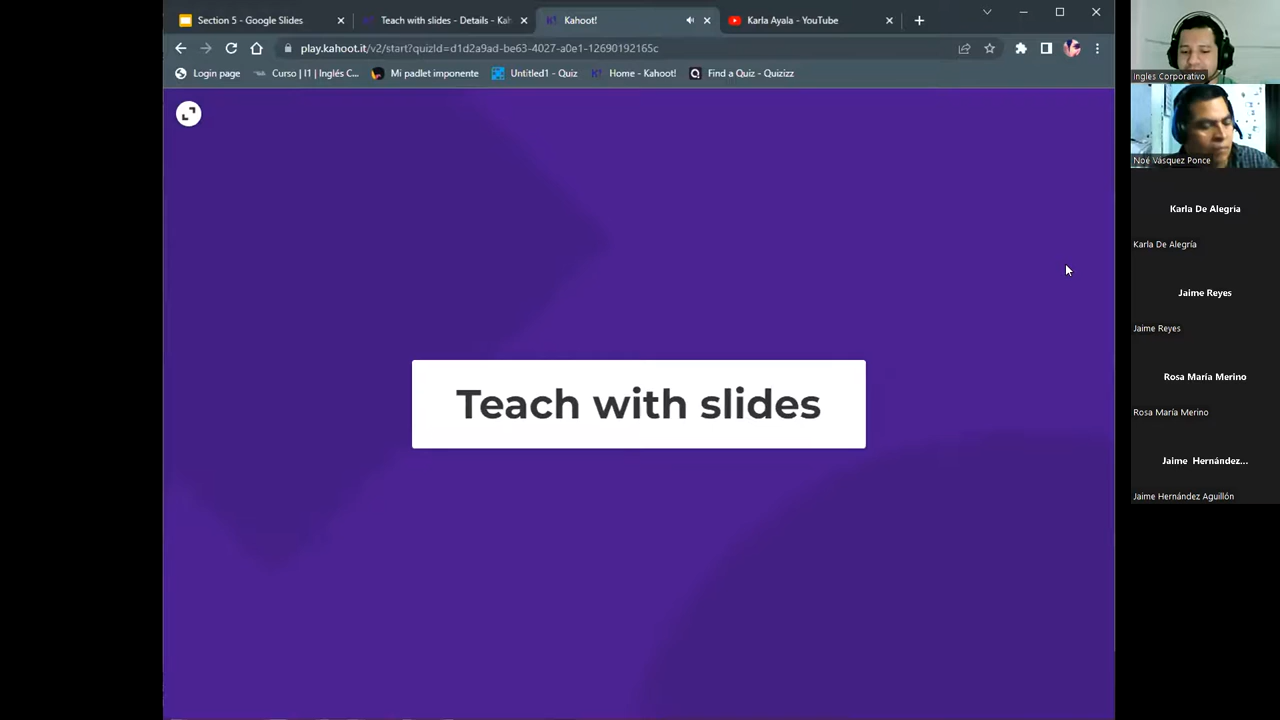 Section 5 - Google Slides
Teach with slides - Details - Kah
Kahoot!
Karla Ayala - YouTube
play.kahoot.it/v2/start?quizId=d1d2a9ad-be63-4027-a0e1-12690192165c
Login page
Curso | I1 | Inglés C...
Mi padlet imponente
Untitled1 - Quiz
Home - Kahoot!
Find a Quiz - Quizizz
Teach with slides
Ingles Corporativo
Noé Vásquez Ponce
Karla De Alegria
Karla De Alegría
Jaime Reyes
Jaime Reyes
Rosa María Merino
Rosa María Merino
Jaime Hernández...
Jaime Hernández Aguillón